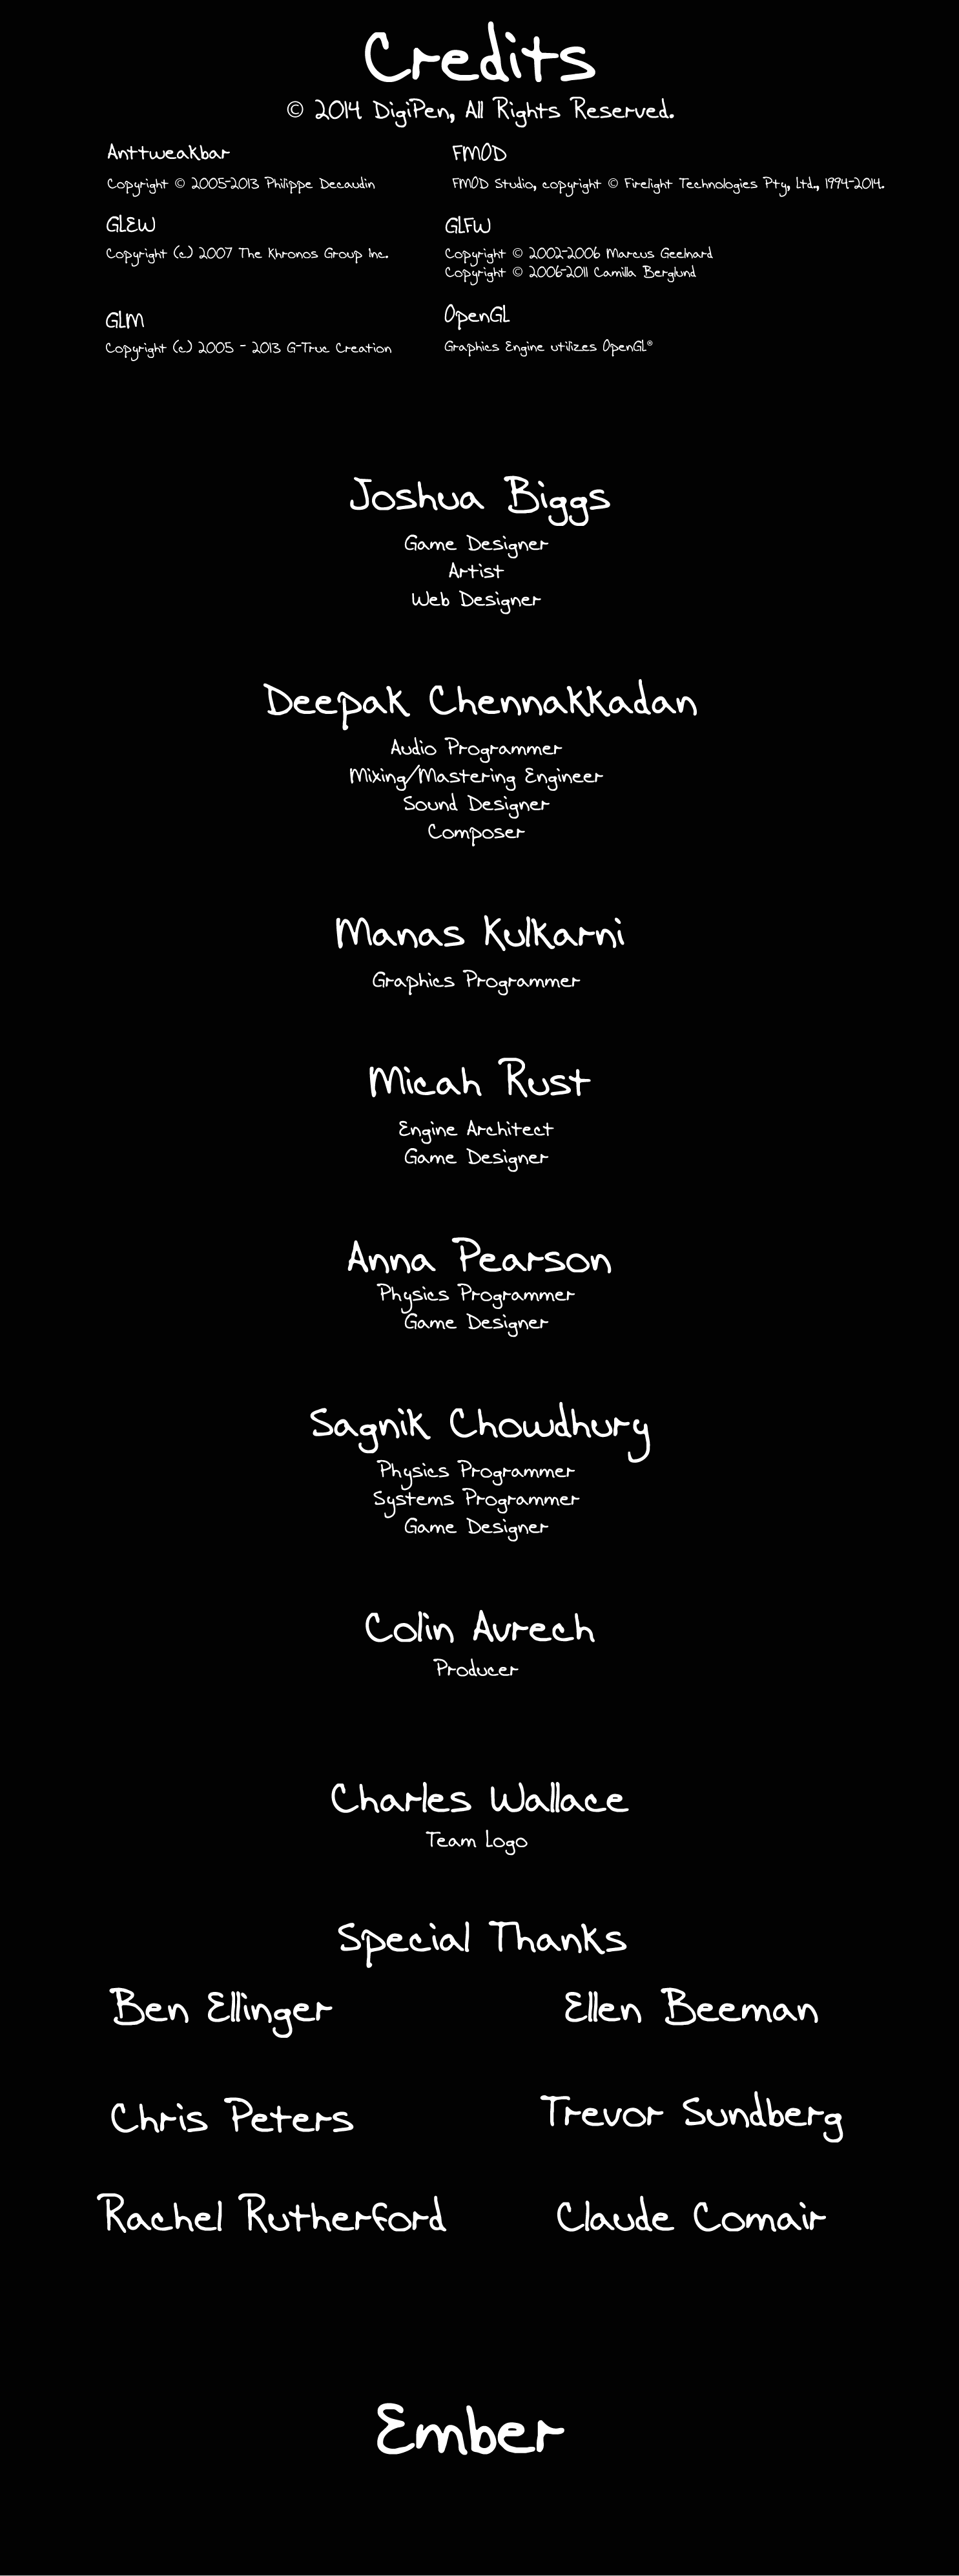 Credits
© 2014 DigiPen, All Rights Reserved.
Anttweakbar
Copyright © 2005-2013 Philippe Decaudin
FMOD
FMOD Studio, copyright © Firelight Technologies Pty, Ltd., 1994-2014.
GLEW
Copyright (c) 2007 The Khronos Group Inc.
GLFW
Copyright © 2002-2006 Marcus Geelnard
Copyright © 2006-2011 Camilla Berglund
GLM
Copyright (c) 2005 - 2013 G-Truc Creation
OpenGL
Graphics Engine utilizes OpenGL®
Joshua Biggs
Game Designer
Artist
Web Designer
Deepak Chennakkadan
Audio Programmer
Mixing/Mastering Engineer
Sound Designer
Composer
Manas Kulkarni
Graphics Programmer
Micah Rust
Engine Architect
Game Designer
Anna Pearson
Physics Programmer
Game Designer
Sagnik Chowdhury
Physics Programmer
Systems Programmer
Game Designer
Colin Avrech
Producer
Charles Wallace
Team Logo
Special Thanks
Ben Ellinger
Ellen Beeman
Chris Peters
Trevor Sundberg
Rachel Rutherford
Claude Comair
Ember